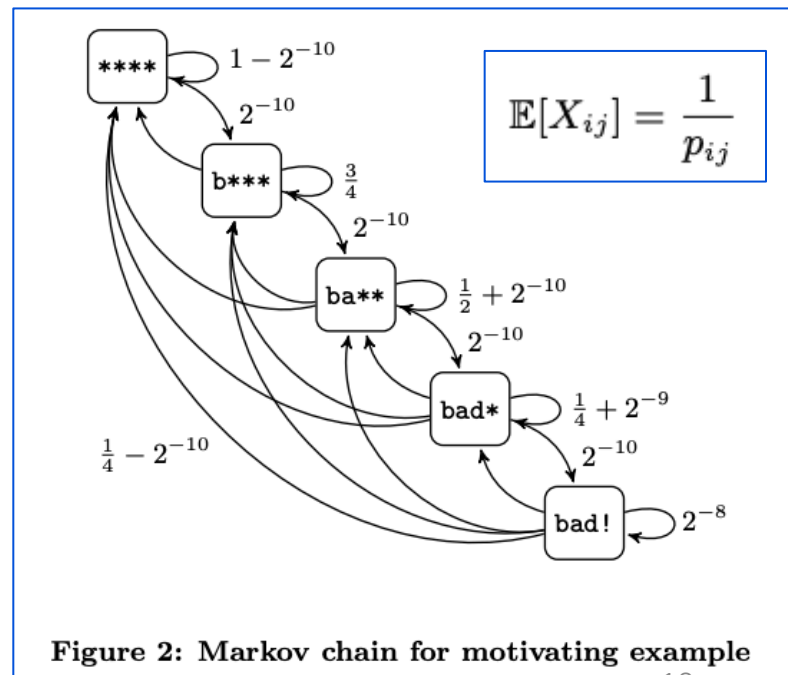 ****
1 − 2⁻¹⁰
2⁻¹⁰
𝔼[Xᵢⱼ] = 1/pᵢⱼ
b***
3/4
2⁻¹⁰
ba**
1/2 + 2⁻¹⁰
2⁻¹⁰
bad*
1/4 + 2⁻⁹
1/4 − 2⁻¹⁰
2⁻¹⁰
bad!
2⁻⁸
Figure 2: Markov chain for motivating example